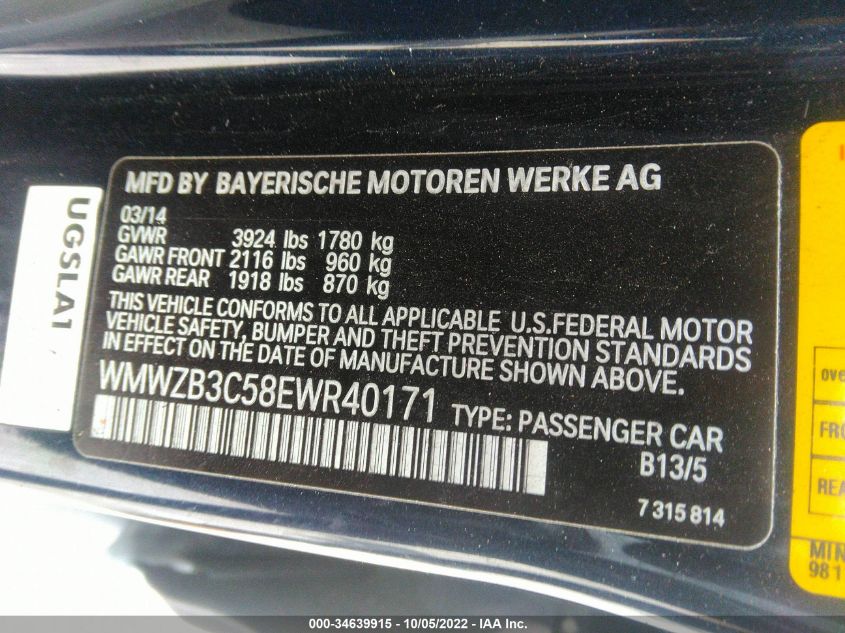 MFD BY BAYERISCHE MOTOREN WERKE AG
03/14
GVWR 3924 lbs 1780 kg
GAWR FRONT 2116 lbs 960 kg
GAWR REAR 1918 lbs 870 kg
THIS VEHICLE CONFORMS TO ALL APPLICABLE U.S.FEDERAL MOTOR
VEHICLE SAFETY, BUMPER AND THEFT PREVENTION STANDARDS
IN EFFECT ON THE DATE OF MANUFACTURE SHOWN ABOVE.
WMWZB3C58EWR40171 TYPE: PASSENGER CAR
B13/5
7 315 814
UGSLA1
MIN
981
000-34639915 - 10/05/2022 - IAA Inc.